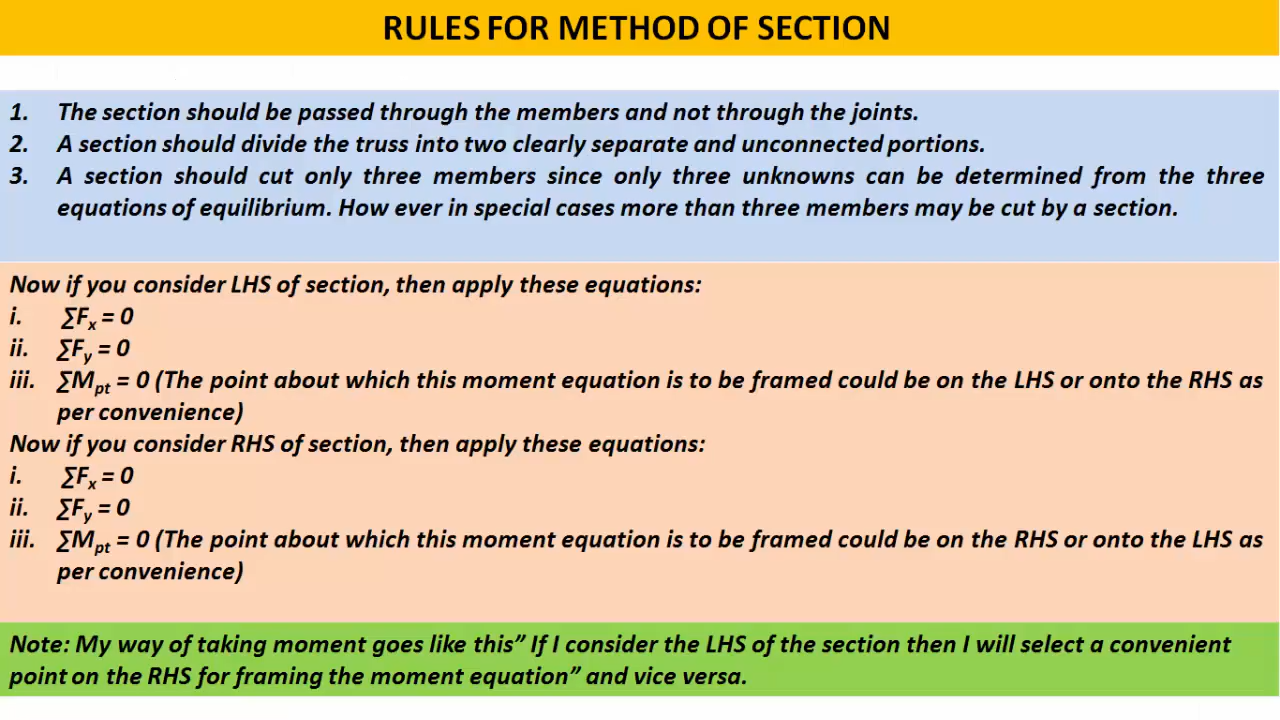 RULES FOR METHOD OF SECTION
1. The section should be passed through the members and not through the joints.
2. A section should divide the truss into two clearly separate and unconnected portions.
3. A section should cut only three members since only three unknowns can be determined from the three
equations of equilibrium. How ever in special cases more than three members may be cut by a section.
Now if you consider LHS of section, then apply these equations:
i. ∑Fx = 0
ii. ∑Fy = 0
iii. ∑Mpt = 0 (The point about which this moment equation is to be framed could be on the LHS or onto the RHS as
per convenience)
Now if you consider RHS of section, then apply these equations:
i. ∑Fx = 0
ii. ∑Fy = 0
iii. ∑Mpt = 0 (The point about which this moment equation is to be framed could be on the RHS or onto the LHS as
per convenience)
Note: My way of taking moment goes like this” If I consider the LHS of the section then I will select a convenient
point on the RHS for framing the moment equation” and vice versa.